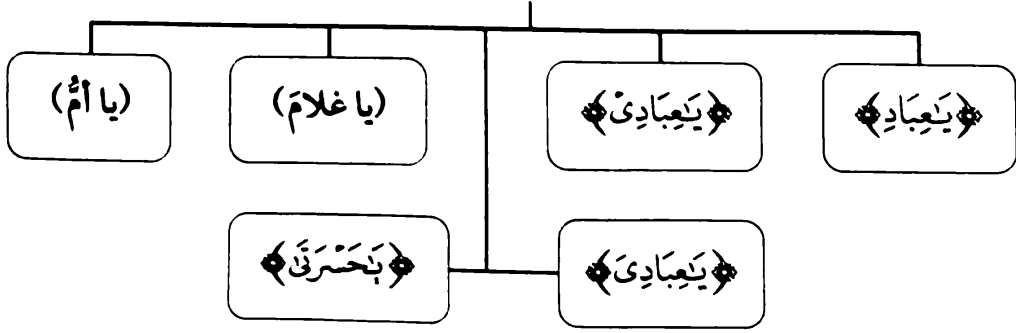 ﴿يَٰعِبَادِ﴾ ﴿يَٰعِبَادِىْ﴾ (يا غلامَ) (يا أمُّ)
﴿يَٰعِبَادِىَ﴾ ﴿يَٰحَسْرَتَىٰ﴾